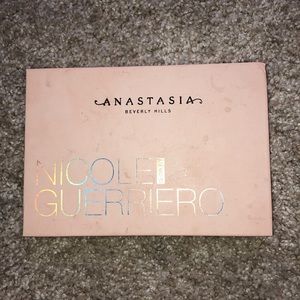 ANASTASIA
BEVERLY HILLS
NICOLE
GUERRIERO